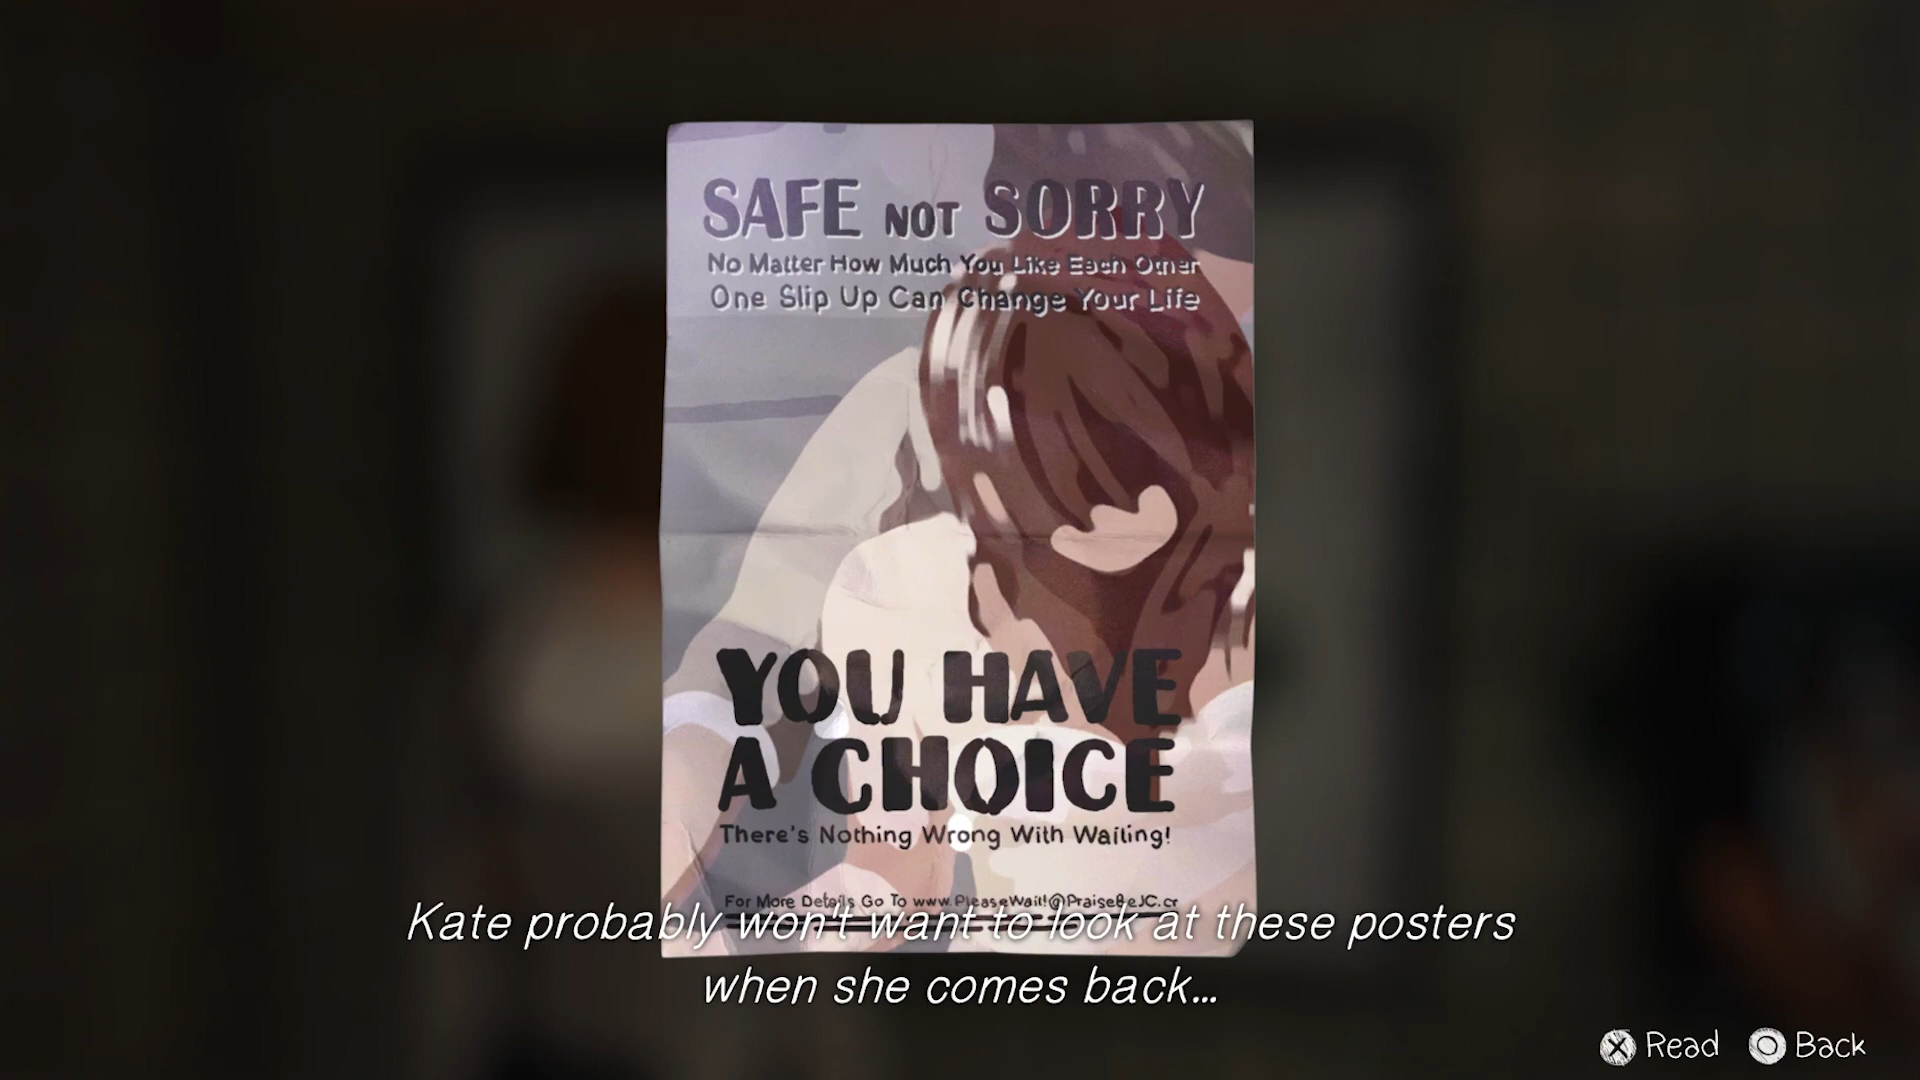 SAFE NOT SORRY
No Matter How Much You Like Each Other
One Slip Up Can Change Your Life
YOU HAVE
A CHOICE
There's Nothing Wrong With Waiting!
For More Details Go To www.PleaseWait!@PraiseBeJC.cr
Kate probably won't want to look at these posters
when she comes back...
Read Back